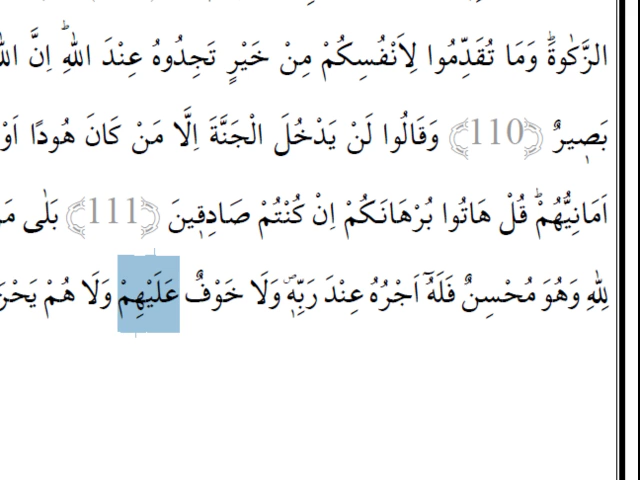 الزَّكٰوةَۜ وَمَا تُقَدِّمُوا لِاَنْفُسِكُمْ مِنْ خَيْرٍ تَجِدُوهُ عِنْدَ اللّٰهِۜ اِنَّ
بَصٖيرٌ ﴿110﴾ وَقَالُوا لَنْ يَدْخُلَ الْجَنَّةَ اِلَّا مَنْ كَانَ هُودًا اَوْ
اَمَانِيُّهُمْۜ قُلْ هَاتُوا بُرْهَانَكُمْ اِنْ كُنْتُمْ صَادِقٖينَ ﴿111﴾ بَلٰى
لِلّٰهِ وَهُوَ مُحْسِنٌ فَلَهُٓ اَجْرُهُ عِنْدَ رَبِّهٖۖ وَلَا خَوْفٌ عَلَيْهِمْ وَلَا هُمْ